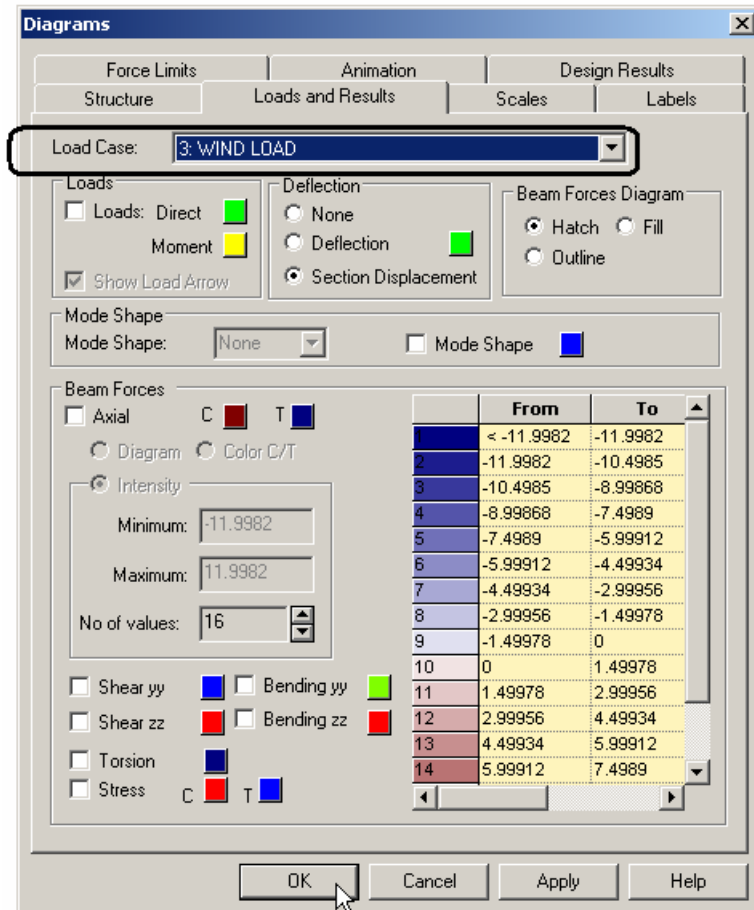 Diagrams
Force Limits Animation Design Results
Structure Loads and Results Scales Labels
Load Case: 3: WIND LOAD
Loads
Loads: Direct
Moment
Show Load Arrow
Deflection
None
Deflection
Section Displacement
Beam Forces Diagram
Hatch Fill
Outline
Mode Shape
Mode Shape: None Mode Shape
Beam Forces
Axial C T
Diagram Color C/T
Intensity
Minimum: -11.9982
Maximum: 11.9982
No of values: 16
Shear yy Bending yy
Shear zz Bending zz
Torsion
Stress C T
From To
1 < -11.9982 -11.9982
2 -11.9982 -10.4985
3 -10.4985 -8.99868
4 -8.99868 -7.4989
5 -7.4989 -5.99912
6 -5.99912 -4.49934
7 -4.49934 -2.99956
8 -2.99956 -1.49978
9 -1.49978 0
10 0 1.49978
11 1.49978 2.99956
12 2.99956 4.49934
13 4.49934 5.99912
14 5.99912 7.4989
OK Cancel Apply Help